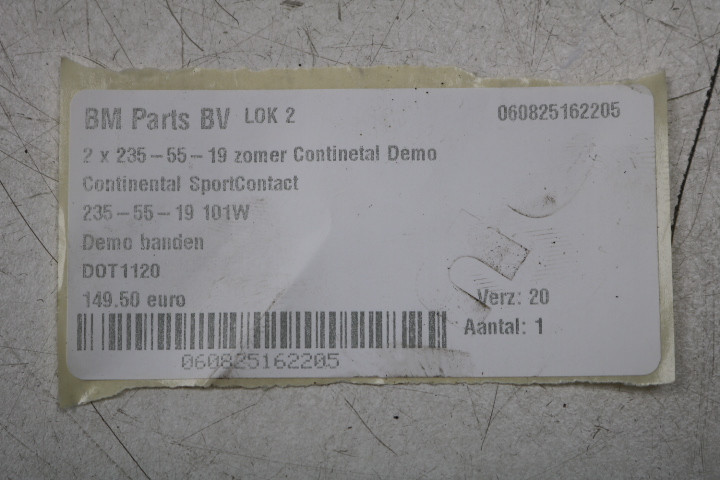 BM Parts BV LOK 2 060825162205
2 x 235-55-19 zomer Continetal Demo
Continental SportContact
235-55-19 101W
Demo banden
DOT1120
149.50 euro Verz: 20
Aantal: 1
060825162205